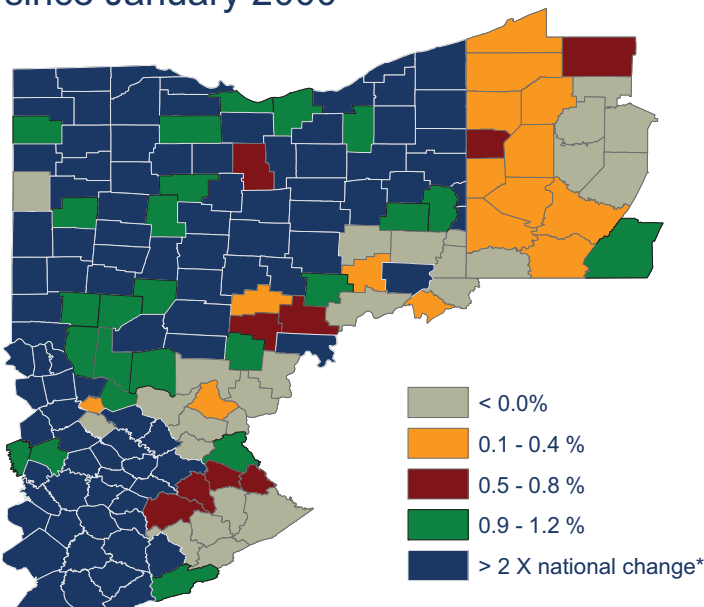 since January 2000
< 0.0%
0.1 - 0.4 %
0.5 - 0.8 %
0.9 - 1.2 %
> 2 X national change*